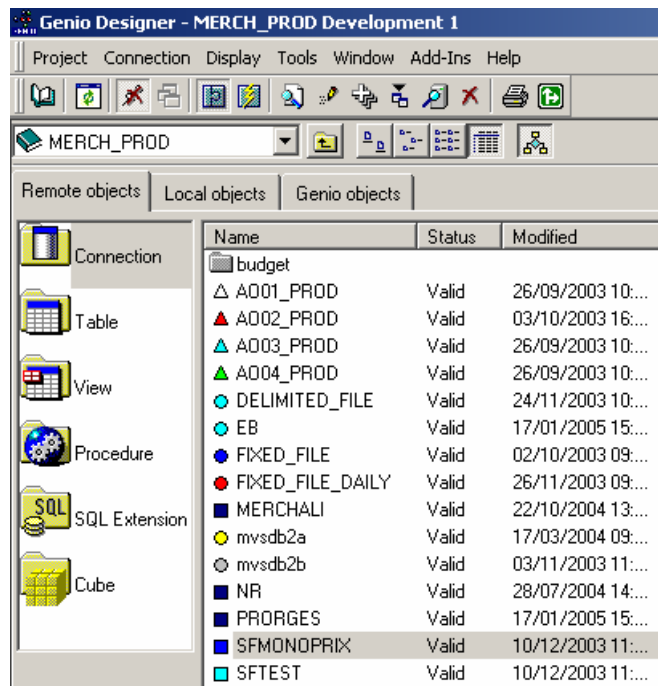 Genio Designer - MERCH_PROD Development 1
Project Connection Display Tools Window Add-Ins Help
MERCH_PROD
Remote objects Local objects Genio objects
Connection
Table
View
Procedure
SQL SQL Extension
Cube
Name Status Modified
budget
AO01_PROD Valid 26/09/2003 10:...
AO02_PROD Valid 03/10/2003 16:...
AO03_PROD Valid 26/09/2003 10:...
AO04_PROD Valid 26/09/2003 10:...
DELIMITED_FILE Valid 24/11/2003 10:...
EB Valid 17/01/2005 15:...
FIXED_FILE Valid 02/10/2003 09:...
FIXED_FILE_DAILY Valid 26/11/2003 09:...
MERCHALI Valid 22/10/2004 13:...
mvsdb2a Valid 17/03/2004 09:...
mvsdb2b Valid 03/11/2003 11:...
NR Valid 28/07/2004 14:...
PRORGES Valid 17/01/2005 15:...
SFMONOPRIX Valid 10/12/2003 11:...
SFTEST Valid 10/12/2003 11:...